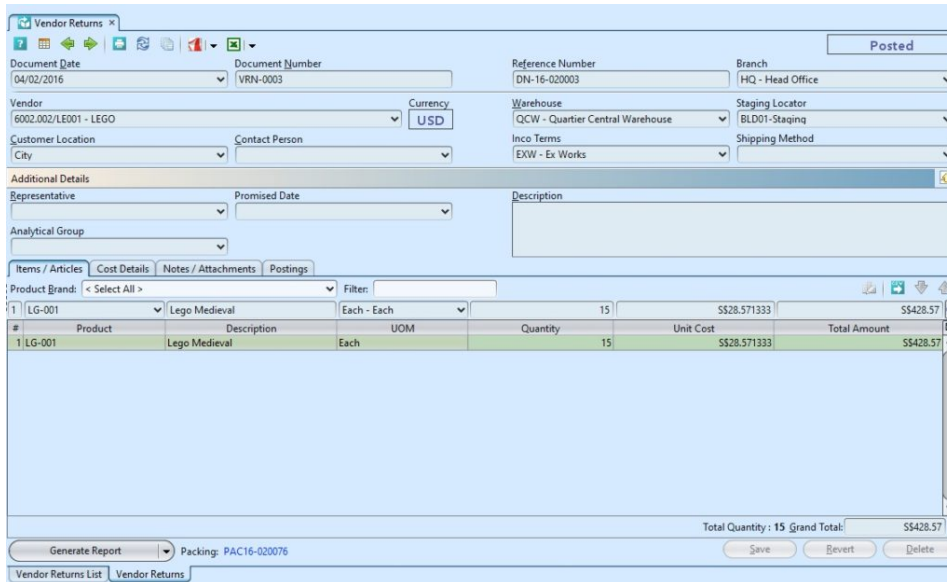 Vendor Returns ×
Posted
Document Date Document Number Reference Number Branch
04/02/2016 VRN-0003 DN-16-020003 HQ - Head Office
Vendor Currency Warehouse Staging Locator
6002.002/LE001 - LEGO USD QCW - Quartier Central Warehouse BLD01-Staging
Customer Location Contact Person Inco Terms Shipping Method
City EXW - Ex Works
Additional Details
Representative Promised Date Description
Analytical Group
Items / Articles Cost Details Notes / Attachments Postings
Product Brand: < Select All > Filter:
1 LG-001 Lego Medieval Each - Each 15 S$28.571333 S$428.57
# Product Description UOM Quantity Unit Cost Total Amount
1 LG-001 Lego Medieval Each 15 S$28.571333 S$428.57
Total Quantity : 15 Grand Total: S$428.57
Generate Report Packing: PAC16-020076 Save Revert Delete
Vendor Returns List Vendor Returns